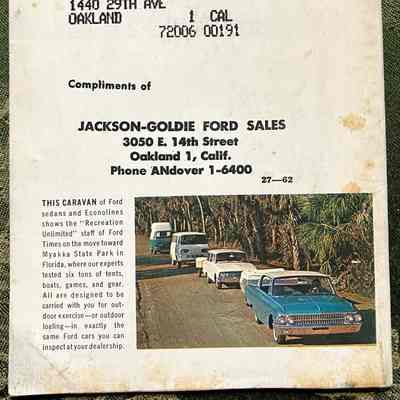 1440 29TH AVE
OAKLAND 1 CAL
72006 00191
Compliments of
JACKSON-GOLDIE FORD SALES
3050 E. 14th Street
Oakland 1, Calif.
Phone ANdover 1-6400
27—62
THIS CARAVAN of Ford
sedans and Econolines
shows the "Recreation
Unlimited" staff of Ford
Times on the move toward
Myakka State Park in
Florida, where our experts
tested six tons of tents,
boats, games, and gear.
All are designed to be
carried with you for out-
door exercise—or outdoor
loafing—in exactly the
same Ford cars you can
inspect at your dealership.